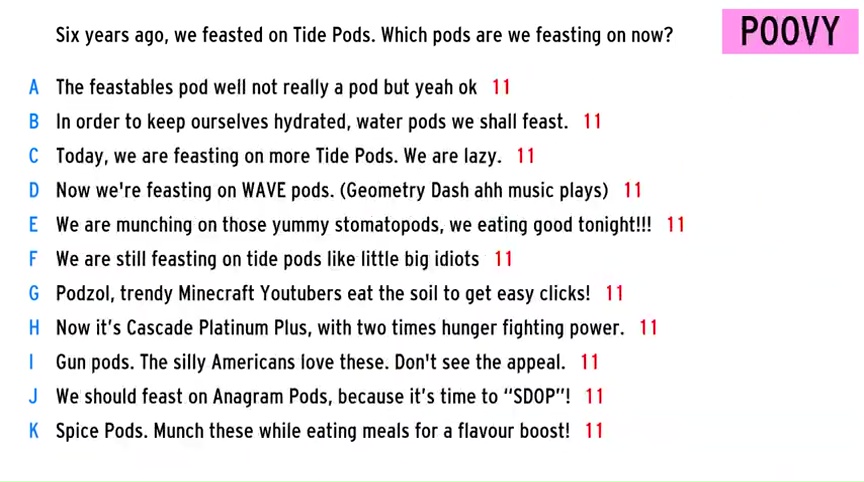 Six years ago, we feasted on Tide Pods. Which pods are we feasting on now?
POOVY
A The feastables pod well not really a pod but yeah ok 11
B In order to keep ourselves hydrated, water pods we shall feast. 11
C Today, we are feasting on more Tide Pods. We are lazy. 11
D Now we're feasting on WAVE pods. (Geometry Dash ahh music plays) 11
E We are munching on those yummy stomatopods, we eating good tonight!!! 11
F We are still feasting on tide pods like little big idiots 11
G Podzol, trendy Minecraft Youtubers eat the soil to get easy clicks! 11
H Now it’s Cascade Platinum Plus, with two times hunger fighting power. 11
I Gun pods. The silly Americans love these. Don't see the appeal. 11
J We should feast on Anagram Pods, because it’s time to “SDOP”! 11
K Spice Pods. Munch these while eating meals for a flavour boost! 11